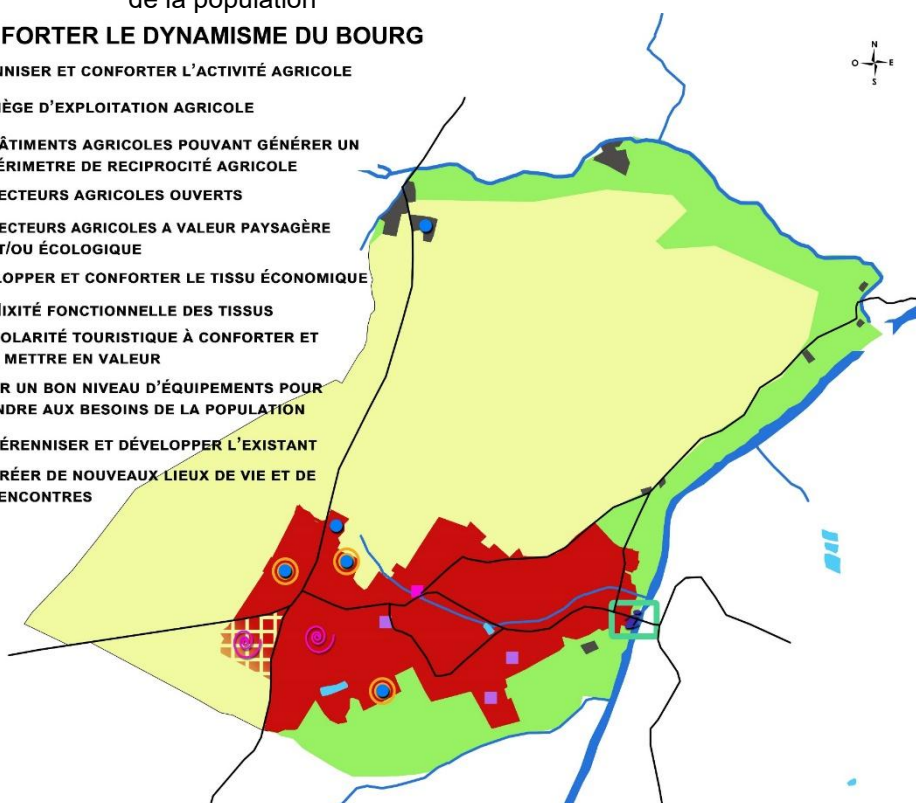 de la population
FORTER LE DYNAMISME DU BOURG
NNISER ET CONFORTER L'ACTIVITÉ AGRICOLE
IÈGE D'EXPLOITATION AGRICOLE
ÂTIMENTS AGRICOLES POUVANT GÉNÉRER UN
ÉRIMETRE DE RECIPROCITÉ AGRICOLE
ECTEURS AGRICOLES OUVERTS
ECTEURS AGRICOLES A VALEUR PAYSAGÈRE
T/OU ÉCOLOGIQUE
LOPPER ET CONFORTER LE TISSU ÉCONOMIQUE
IXITÉ FONCTIONNELLE DES TISSUS
OLARITÉ TOURISTIQUE À CONFORTER ET
METTRE EN VALEUR
R UN BON NIVEAU D'ÉQUIPEMENTS POUR
NDRE AUX BESOINS DE LA POPULATION
ÉRENNISER ET DÉVELOPPER L'EXISTANT
RÉER DE NOUVEAUX LIEUX DE VIE ET DE
ENCONTRES
N
O E
S